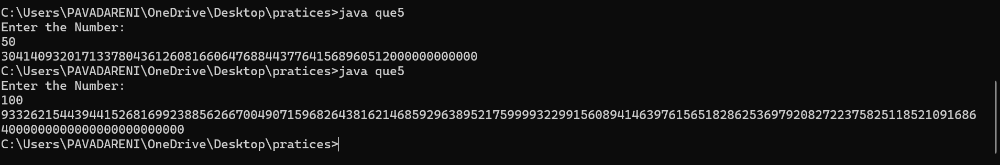 C:\Users\PAVADARENI\OneDrive\Desktop\pratices>java que5
Enter the Number:
50
30414093201713378043612608166064768844377641568960512000000000000
C:\Users\PAVADARENI\OneDrive\Desktop\pratices>java que5
Enter the Number:
100
9332621544394415268169923885626670049071596826438162146859296389521759999322991560894146397615651828625369792082722375825118521091686
4000000000000000000000000
C:\Users\PAVADARENI\OneDrive\Desktop\pratices>